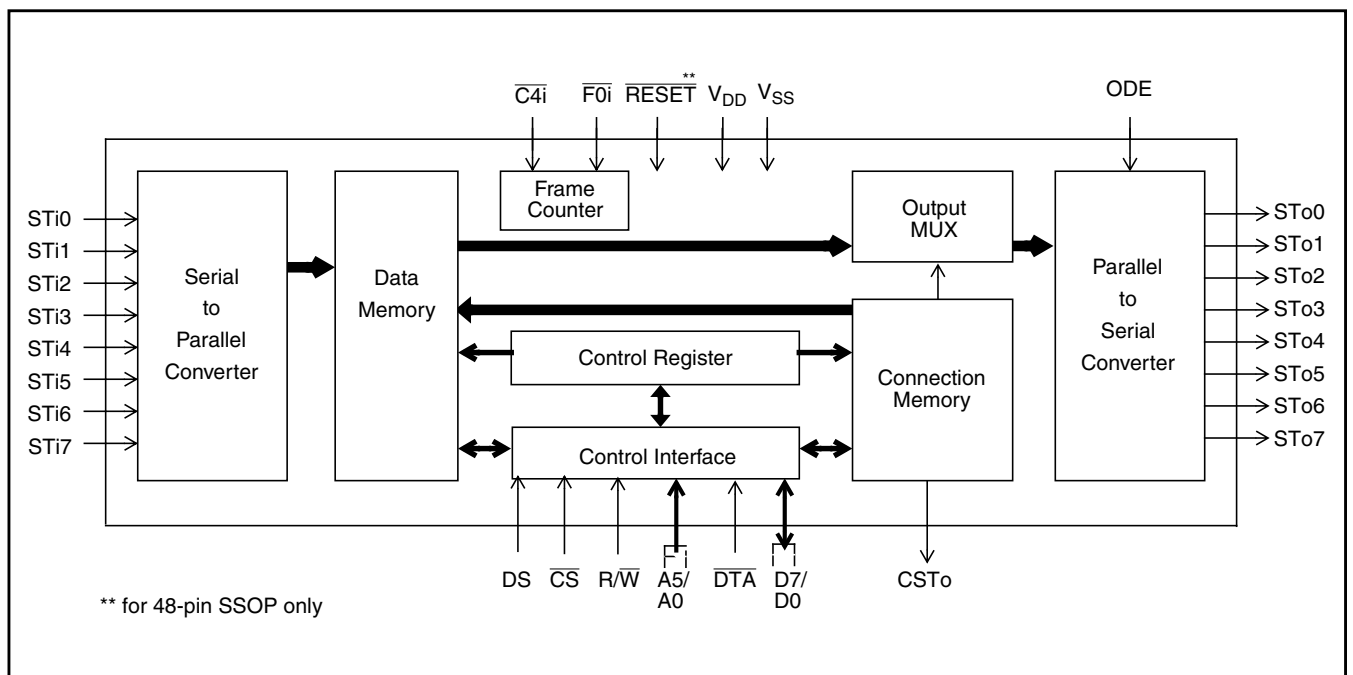 C4i F0i RESET** VDD VSS ODE
STi0
STi1
STi2
STi3
STi4
STi5
STi6
STi7
Serial
to
Parallel
Converter
Data
Memory
Frame
Counter
Output
MUX
Control Register
Connection
Memory
Control Interface
Parallel
to
Serial
Converter
STo0
STo1
STo2
STo3
STo4
STo5
STo6
STo7
DS CS R/W A5/ DTA D7/ CSTo
A0 D0
** for 48-pin SSOP only